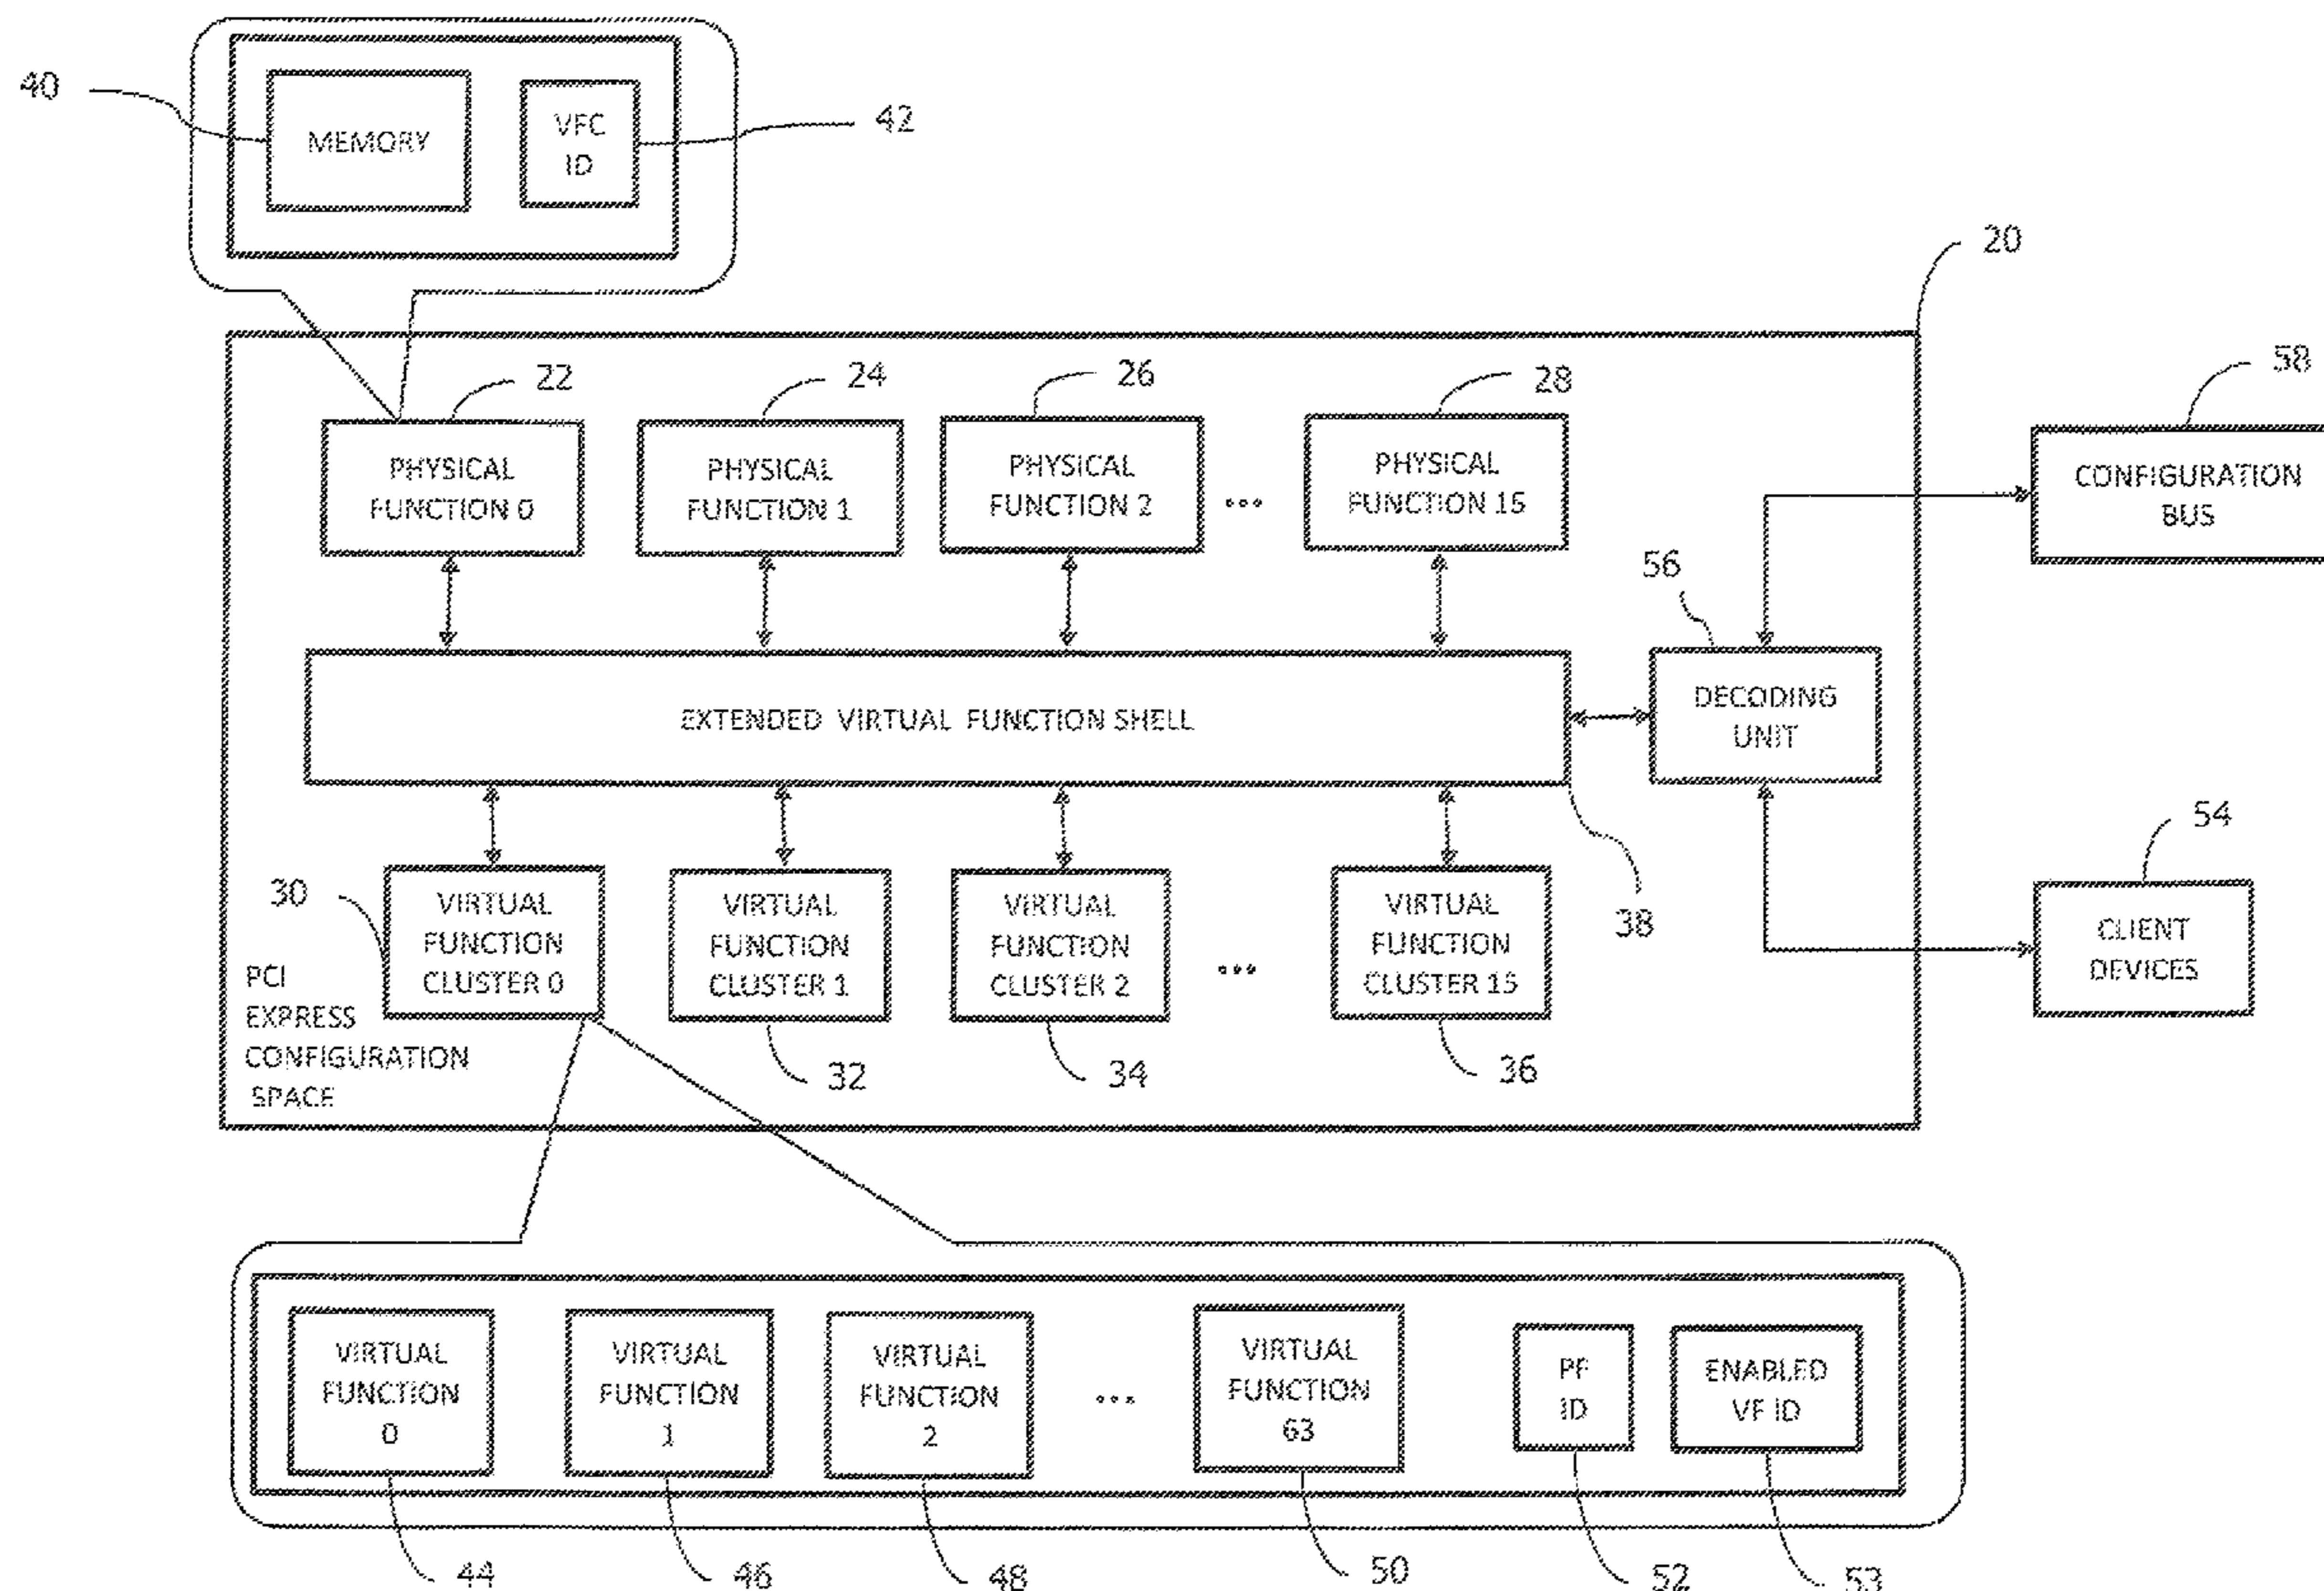 40
MEMORY
VFC
ID
42
20
22
24
26
28
58
PHYSICAL
FUNCTION 0
PHYSICAL
FUNCTION 1
PHYSICAL
FUNCTION 2
...
PHYSICAL
FUNCTION 15
CONFIGURATION
BUS
56
EXTENDED VIRTUAL FUNCTION SHELL
DECODING
UNIT
54
30
VIRTUAL
FUNCTION
CLUSTER 0
VIRTUAL
FUNCTION
CLUSTER 1
VIRTUAL
FUNCTION
CLUSTER 2
...
VIRTUAL
FUNCTION
CLUSTER 15
38
CLIENT
DEVICES
PCI
EXPRESS
CONFIGURATION
SPACE
32
34
36
VIRTUAL
FUNCTION
0
VIRTUAL
FUNCTION
1
VIRTUAL
FUNCTION
2
...
VIRTUAL
FUNCTION
63
PF
ID
ENABLED
VF ID
44
46
48
50
52
53